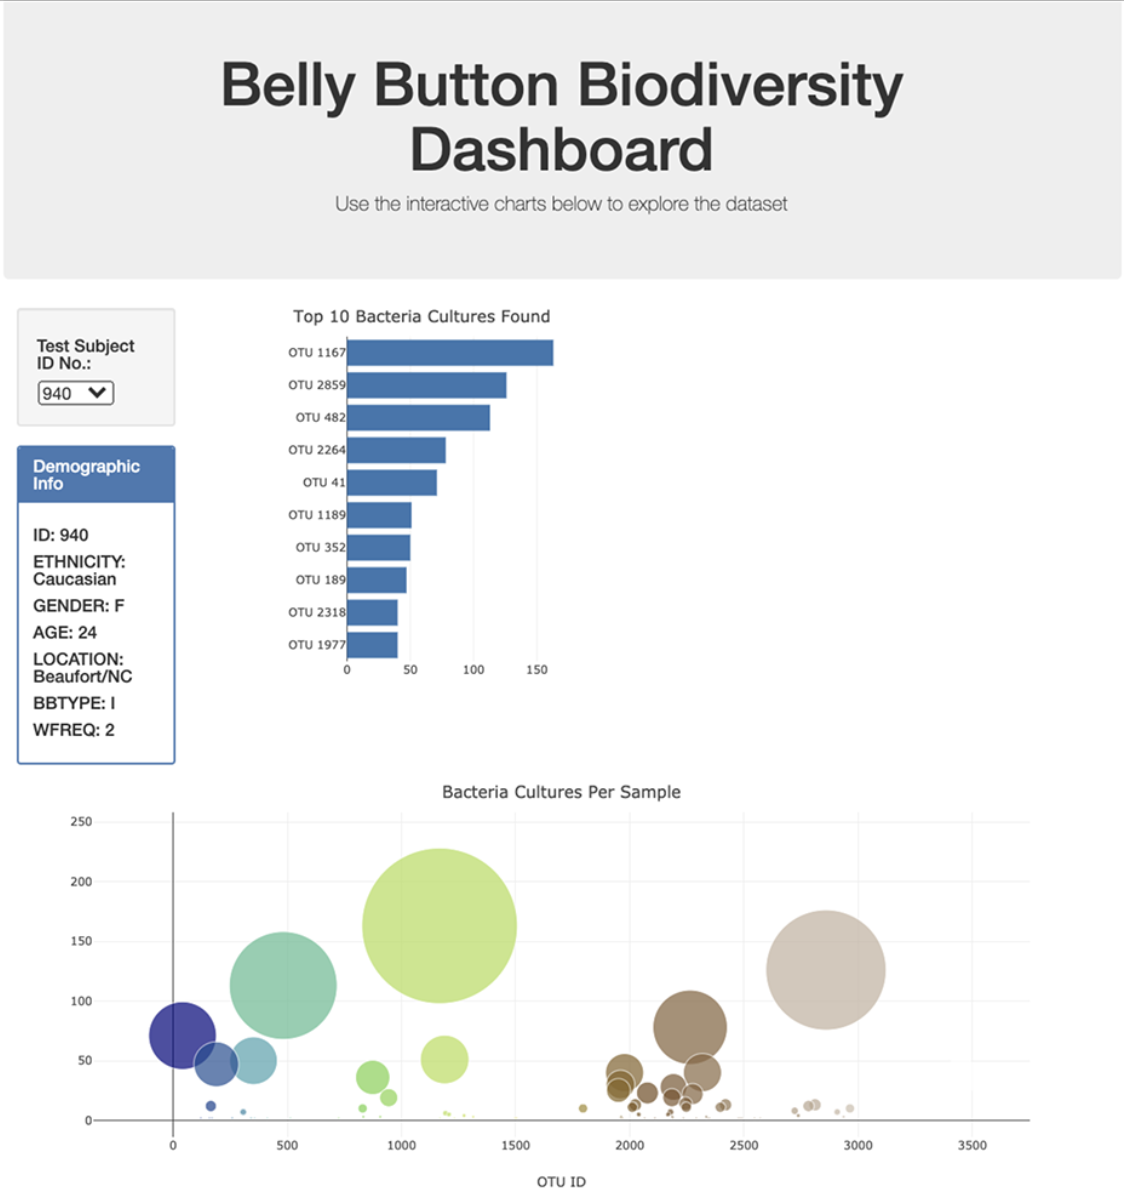 Belly Button Biodiversity
Dashboard
Use the interactive charts below to explore the dataset
Test Subject
ID No.:
940
Demographic
Info
ID: 940
ETHNICITY:
Caucasian
GENDER: F
AGE: 24
LOCATION:
Beaufort/NC
BBTYPE: I
WFREQ: 2
Top 10 Bacteria Cultures Found
OTU 1167
OTU 2859
OTU 482
OTU 2264
OTU 41
OTU 1189
OTU 352
OTU 189
OTU 2318
OTU 1977
0 50 100 150
Bacteria Cultures Per Sample
250
200
150
100
50
0
0 500 1000 1500 2000 2500 3000 3500
OTU ID